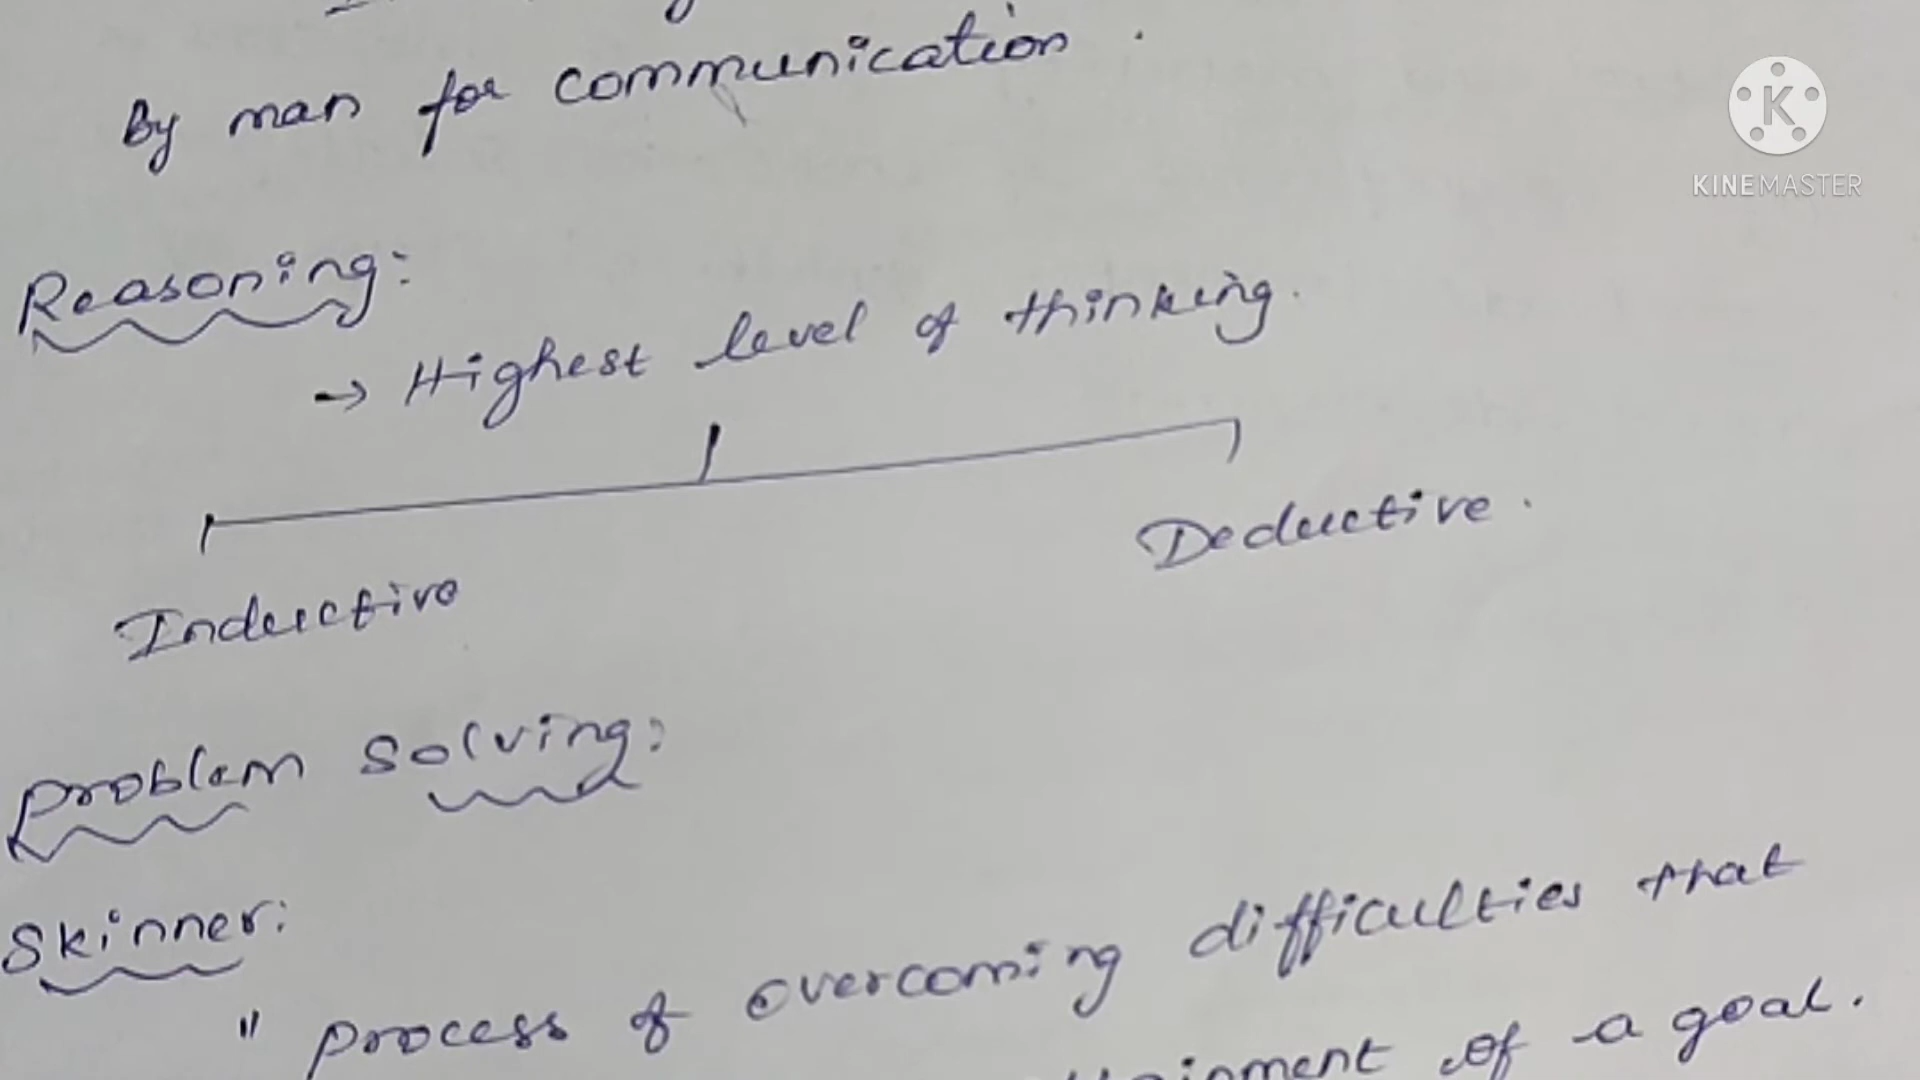 By man for communication.
K
KINEMASTER
Reasoning:
→ Highest level of thinking.
Inductive
Deductive.
Problem Solving:
Skinner:
" process of overcoming difficulties that
of a goal.